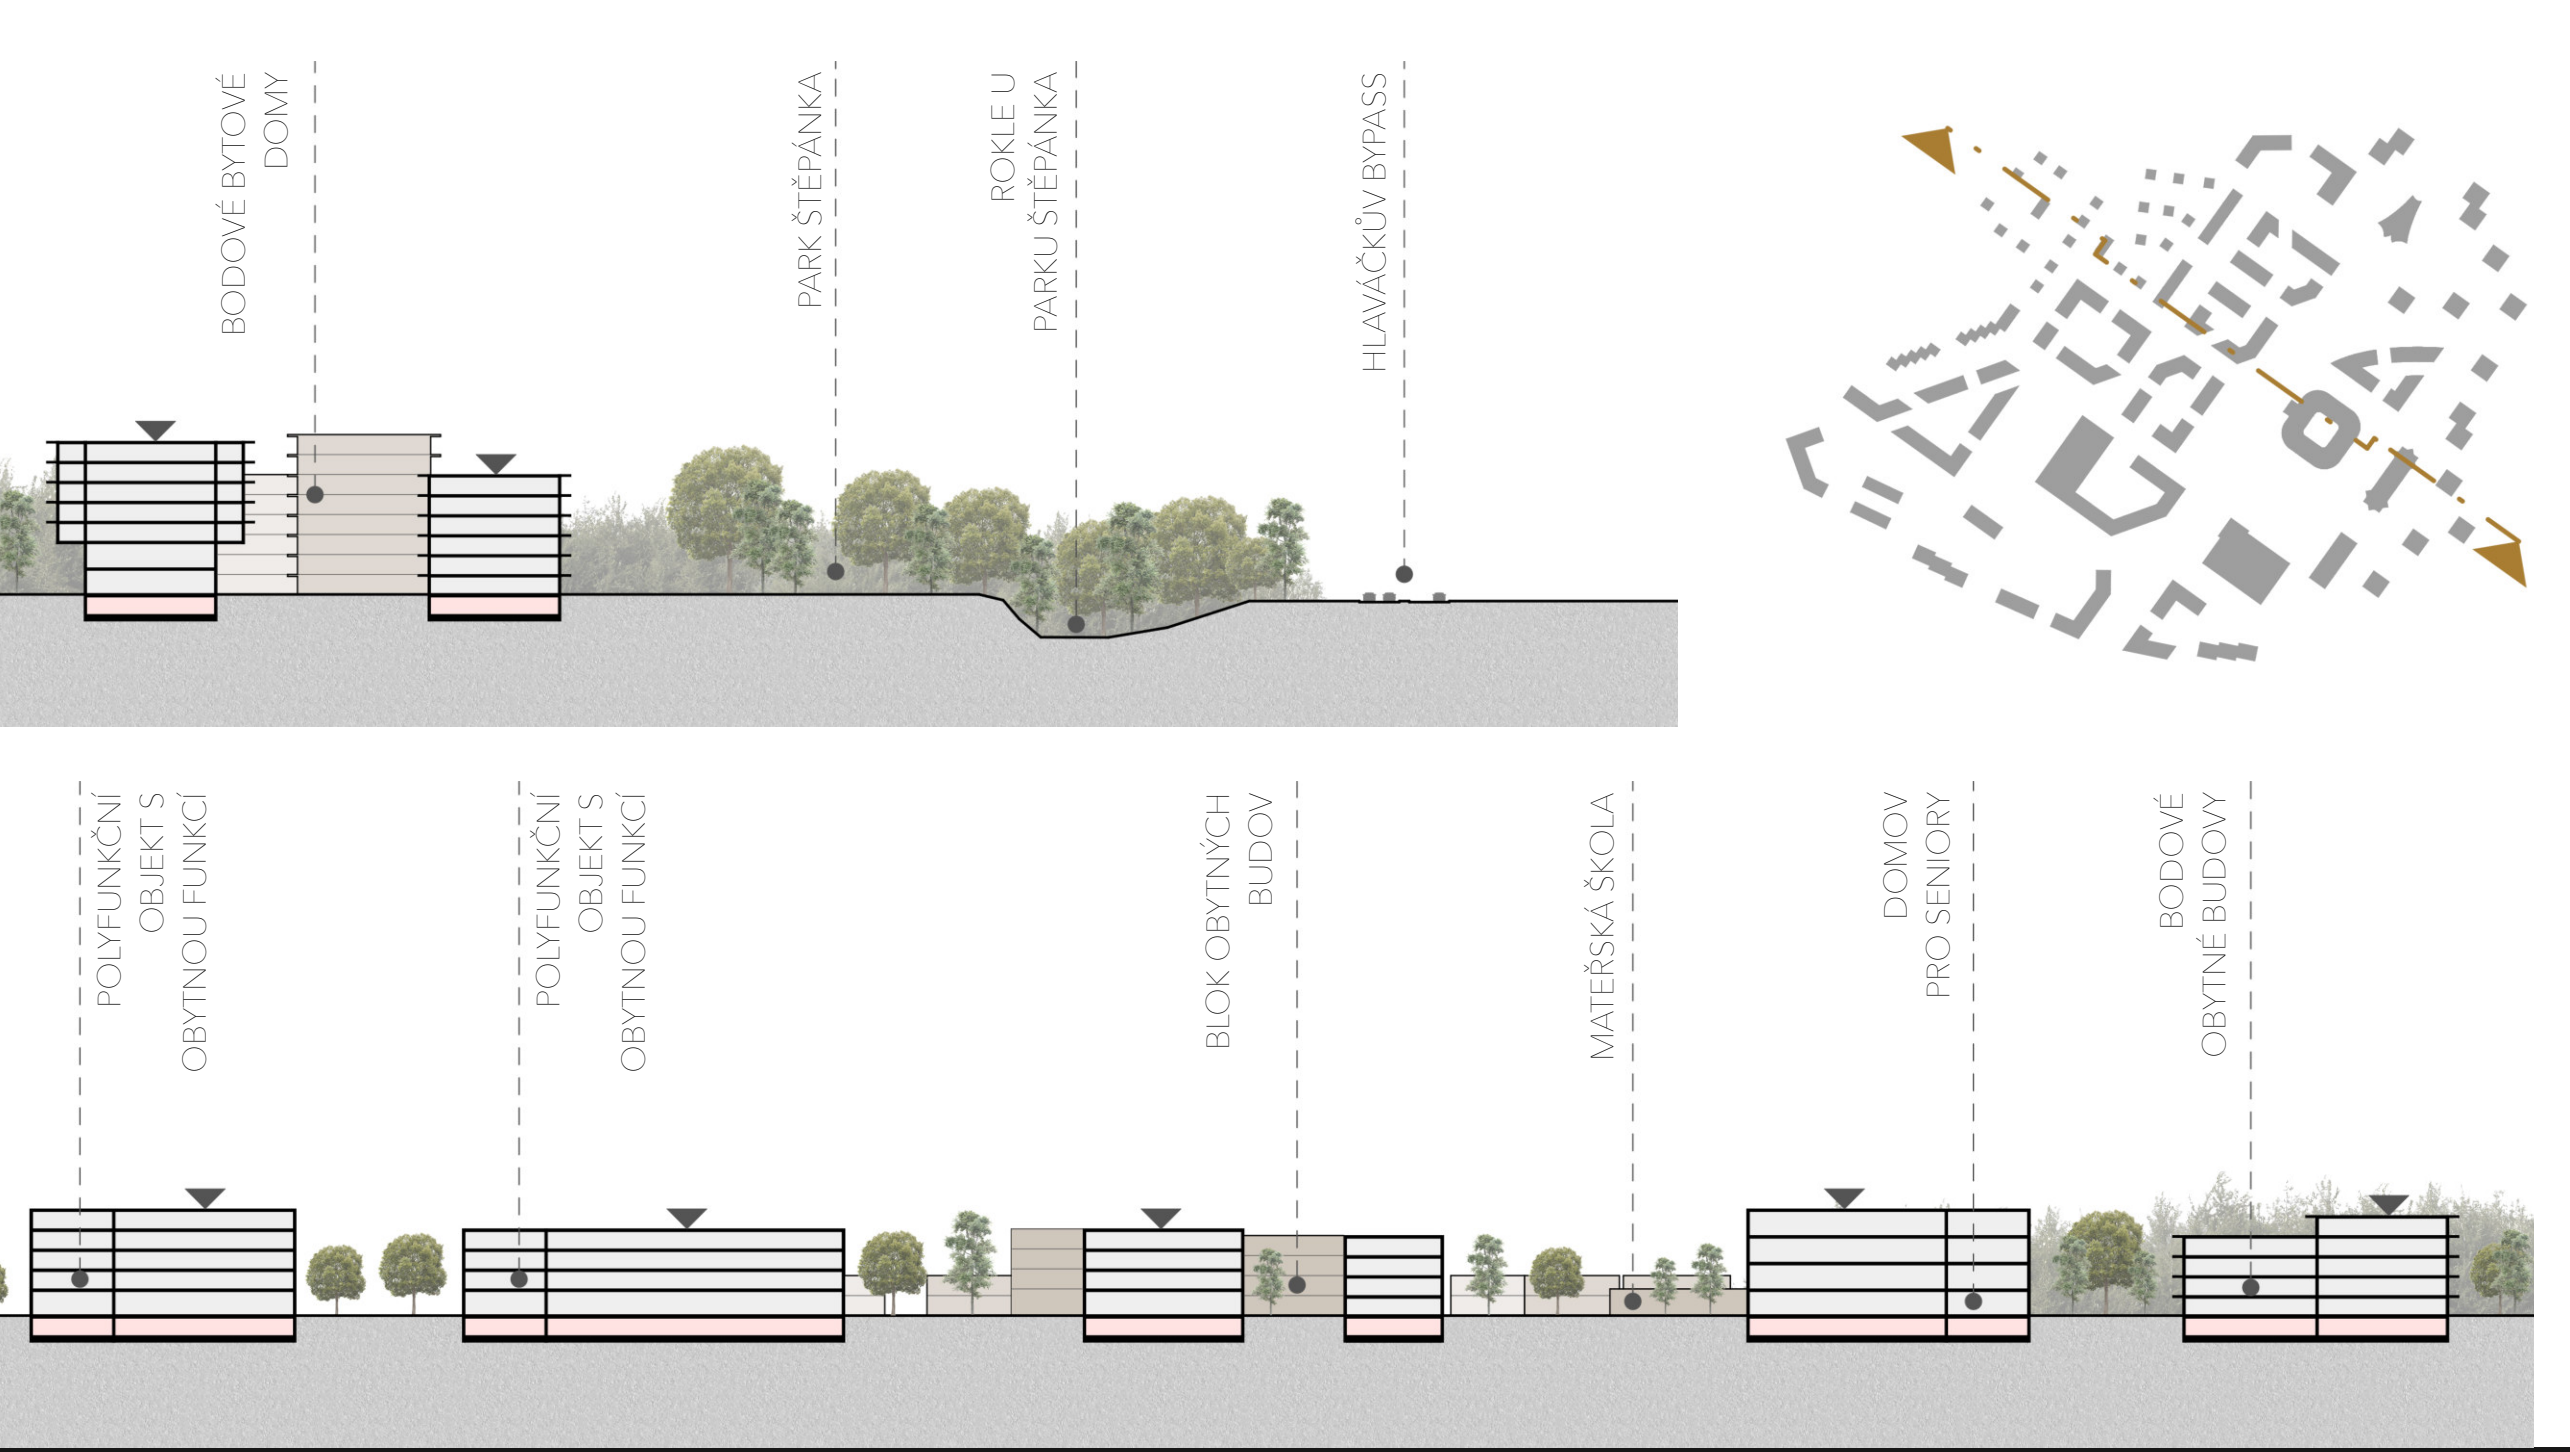 BODOVÉ BYTOVÉ
DOMY
PARK ŠTĚPÁNKA
ROKLE U
PARKU ŠTĚPÁNKA
HLAVÁČKŮV BYPASS
POLYFUNKČNÍ
OBJEKT S
OBYTNOU FUNKCÍ
POLYFUNKČNÍ
OBJEKT S
OBYTNOU FUNKCÍ
BLOK OBYTNÝCH
BUDOV
MATEŘSKÁ ŠKOLA
DOMOV
PRO SENIORY
BODOVÉ
OBYTNÉ BUDOVY